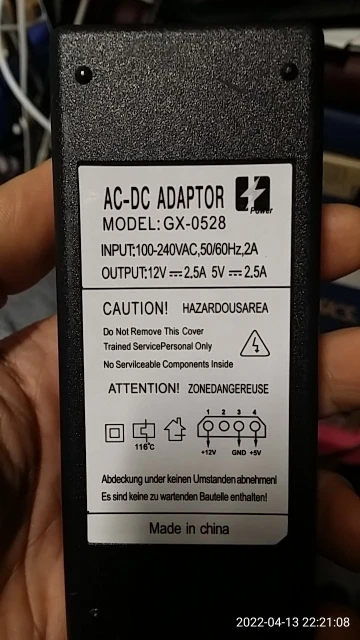 AC-DC ADAPTOR
Power
MODEL:GX-0528
INPUT:100-240VAC,50/60Hz,2A
OUTPUT:12V ⎓ 2,5A 5V ⎓ 2,5A
CAUTION! HAZARDOUSAREA
Do Not Remove This Cover
Trained ServicePersonal Only
No Servilceable Components Inside
ATTENTION! ZONEDANGEREUSE
1 2 3 4
116°C
+12V GND +5V
Abdeckung under keinen Umstanden abnehmenl
Es sind keine zu wartenden Bautelle enthalten!
Made in china
2022-04-13 22:21:08